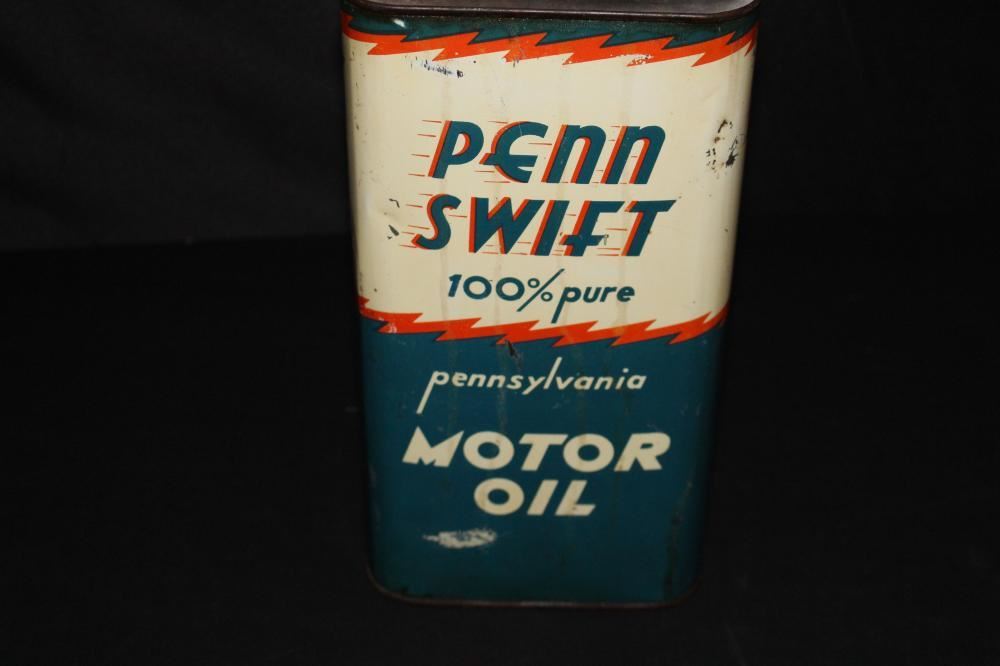 PENN
SWIFT
100% pure
pennsylvania
MOTOR
OIL